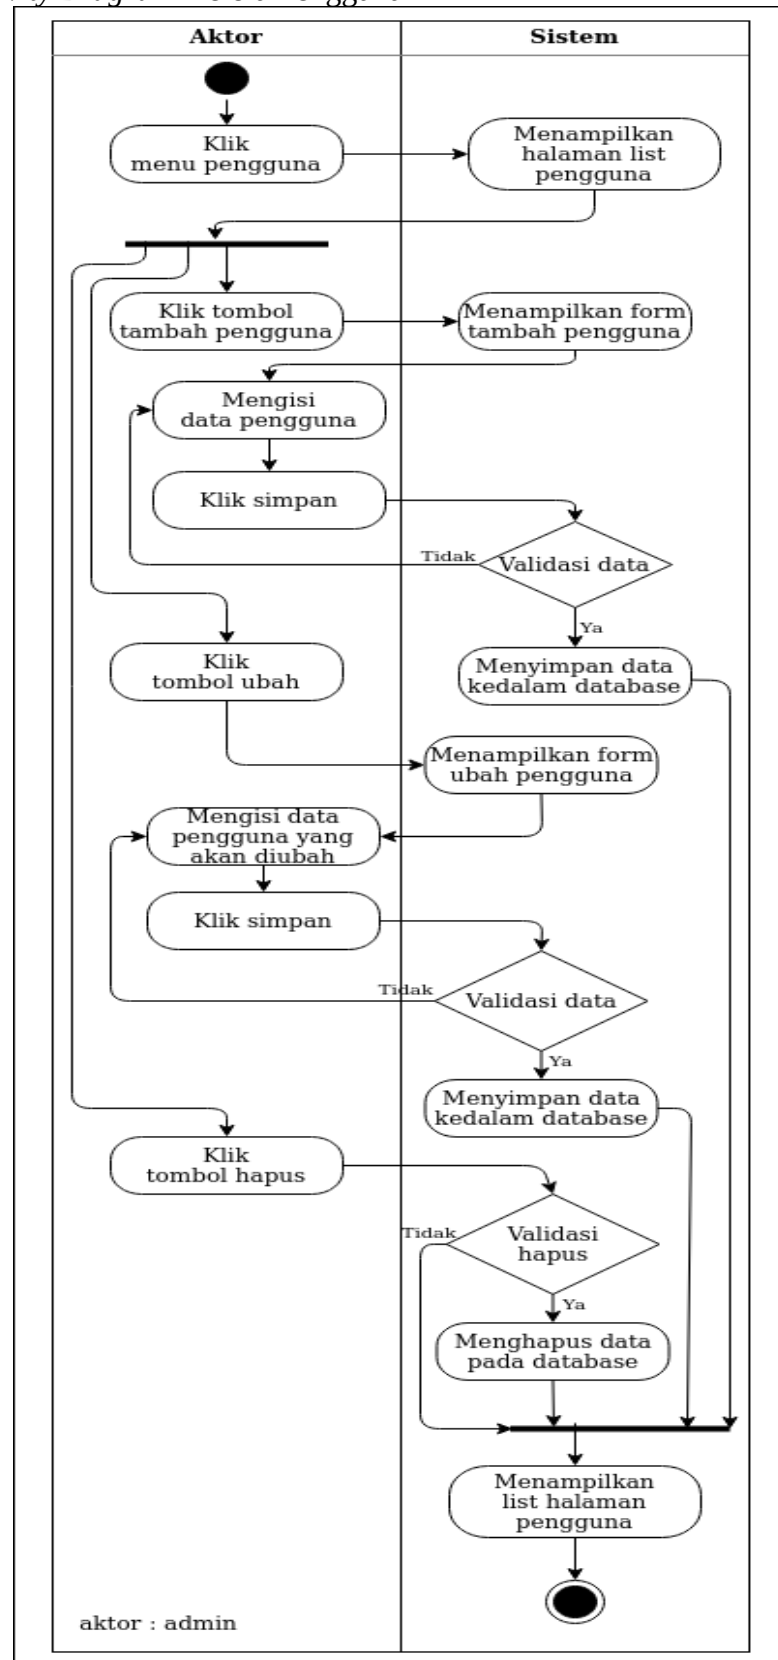 Aktor
Sistem
Klik
menu pengguna
Menampilkan
halaman list
pengguna
Klik tombol
tambah pengguna
Menampilkan form
tambah pengguna
Mengisi
data pengguna
Klik simpan
Tidak
Validasi data
Ya
Klik
tombol ubah
Menyimpan data
kedalam database
Menampilkan form
ubah pengguna
Mengisi data
pengguna yang
akan diubah
Klik simpan
Tidak
Validasi data
Ya
Menyimpan data
kedalam database
Klik
tombol hapus
Tidak
Validasi
hapus
Ya
Menghapus data
pada database
Menampilkan
list halaman
pengguna
aktor : admin